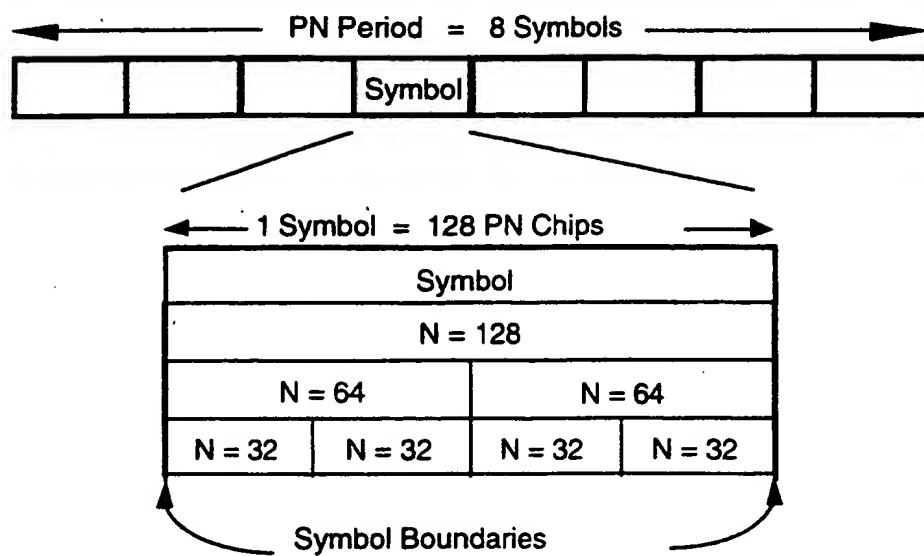 PN Period = 8 Symbols
Symbol
1 Symbol = 128 PN Chips
Symbol
N = 128
N = 64 N = 64
N = 32 N = 32 N = 32 N = 32
Symbol Boundaries